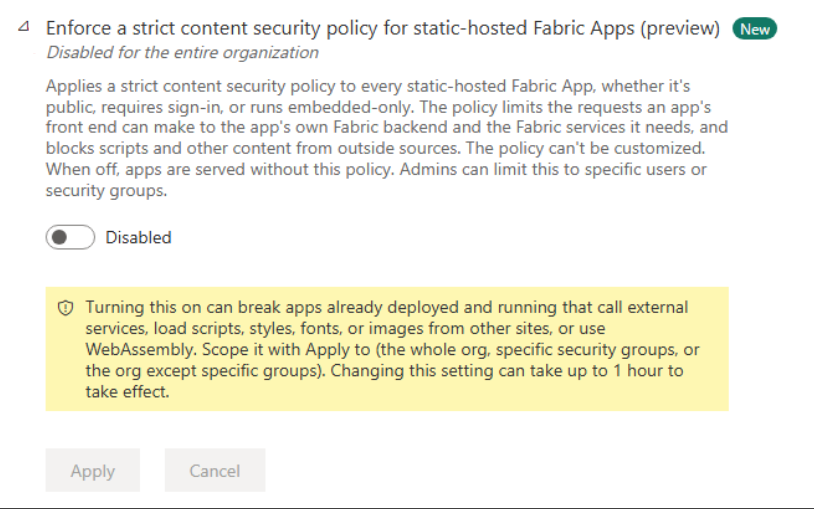 Enforce a strict content security policy for static-hosted Fabric Apps (preview) New
Disabled for the entire organization
Applies a strict content security policy to every static-hosted Fabric App, whether it's
public, requires sign-in, or runs embedded-only. The policy limits the requests an app's
front end can make to the app's own Fabric backend and the Fabric services it needs, and
blocks scripts and other content from outside sources. The policy can't be customized.
When off, apps are served without this policy. Admins can limit this to specific users or
security groups.
Disabled
Turning this on can break apps already deployed and running that call external
services, load scripts, styles, fonts, or images from other sites, or use
WebAssembly. Scope it with Apply to (the whole org, specific security groups, or
the org except specific groups). Changing this setting can take up to 1 hour to
take effect.
Apply Cancel